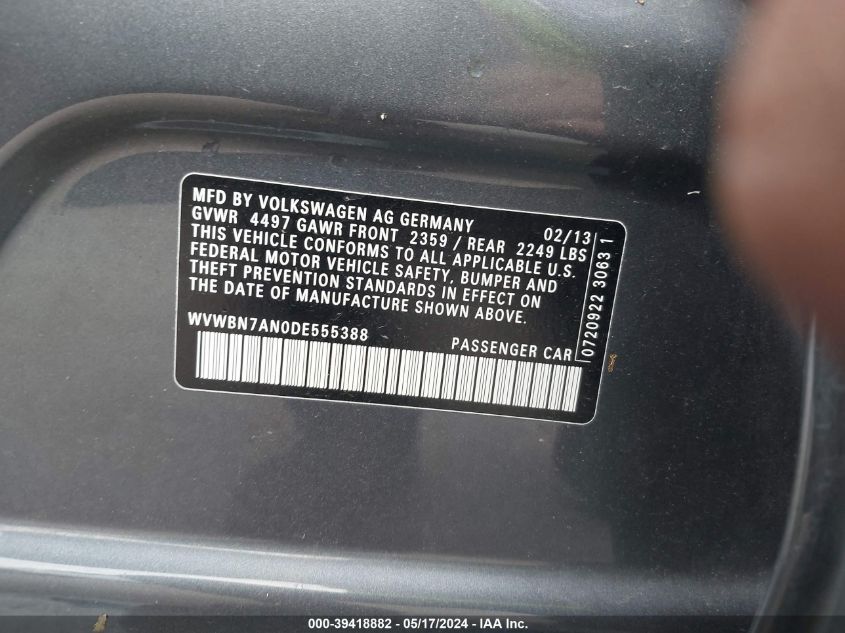 MFD BY VOLKSWAGEN AG GERMANY 02/13
GVWR 4497 GAWR FRONT 2359 / REAR 2249 LBS
THIS VEHICLE CONFORMS TO ALL APPLICABLE U.S.
FEDERAL MOTOR VEHICLE SAFETY, BUMPER AND
THEFT PREVENTION STANDARDS IN EFFECT ON
THE DATE OF MANUFACTURE SHOWN ABOVE.
WVWBN7AN0DE555388
PASSENGER CAR
0720922 3063 1
000-39418882 - 05/17/2024 - IAA Inc.